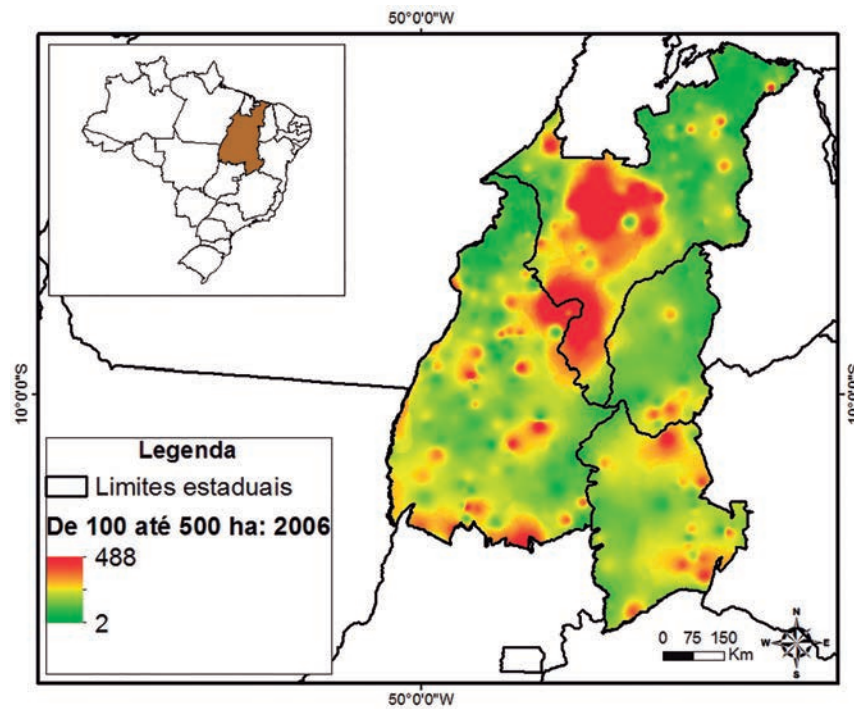 50°0'0"W
10°0'0"S
10°0'0"S
Legenda
Limites estaduais
De 100 até 500 ha: 2006
488
2
N
W E
S
0 75 150
Km
50°0'0"W